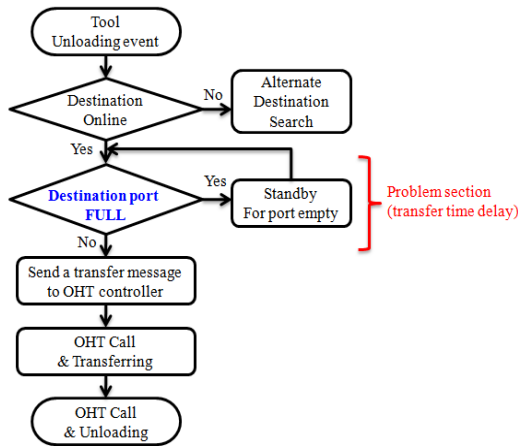 Tool
Unloading event
Destination
Online
No
Alternate
Destination
Search
Yes
Destination port
FULL
Yes
Standby
For port empty
Problem section
(transfer time delay)
No
Send a transfer message
to OHT controller
OHT Call
& Transferring
OHT Call
& Unloading